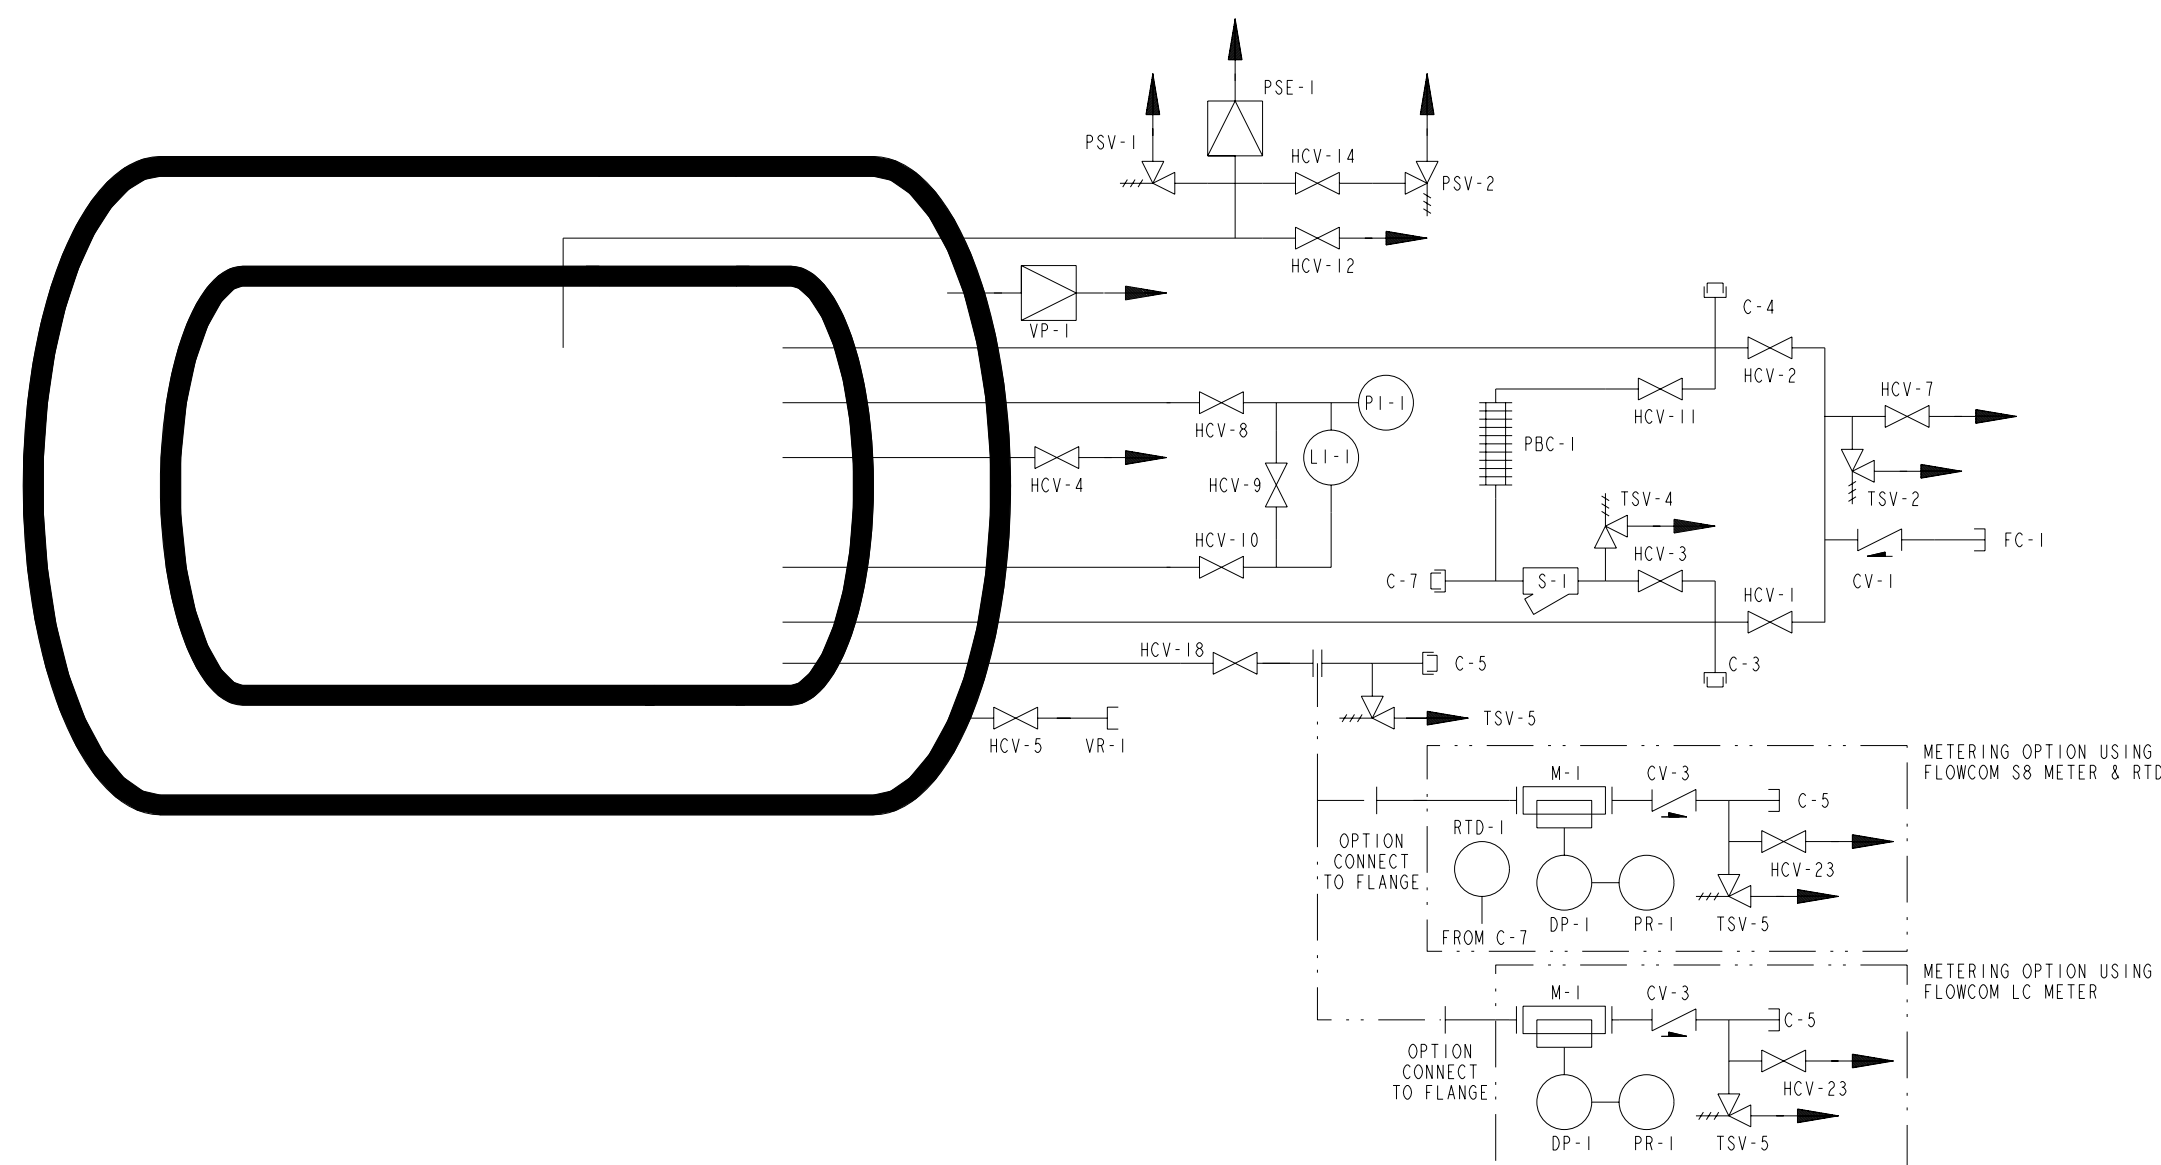 PSE-1
PSV-1
HCV-14
PSV-2
HCV-12
VP-1
C-4
HCV-2
HCV-7
PI-1
HCV-8
HCV-11
PBC-1
LI-1
HCV-4
HCV-9
TSV-4
TSV-2
HCV-10
HCV-3
FC-1
C-7
S-1
CV-1
HCV-1
HCV-18
C-5
C-3
TSV-5
HCV-5
VR-1
METERING OPTION USING
FLOWCOM S8 METER & RTD
M-1
CV-3
C-5
RTD-1
OPTION
CONNECT
TO FLANGE
HCV-23
DP-1
PR-1
TSV-5
FROM C-7
METERING OPTION USING
FLOWCOM LC METER
M-1
CV-3
C-5
OPTION
CONNECT
TO FLANGE
HCV-23
DP-1
PR-1
TSV-5